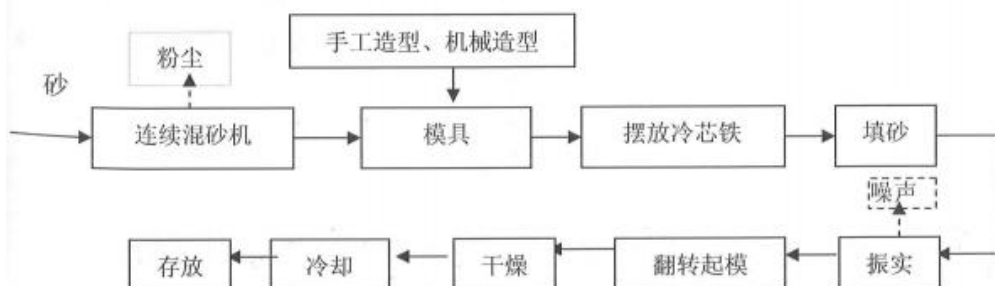 手工造型、机械造型
粉尘
砂
连续混砂机
模具
摆放冷芯铁
填砂
噪声
存放
冷却
干燥
翻转起模
振实